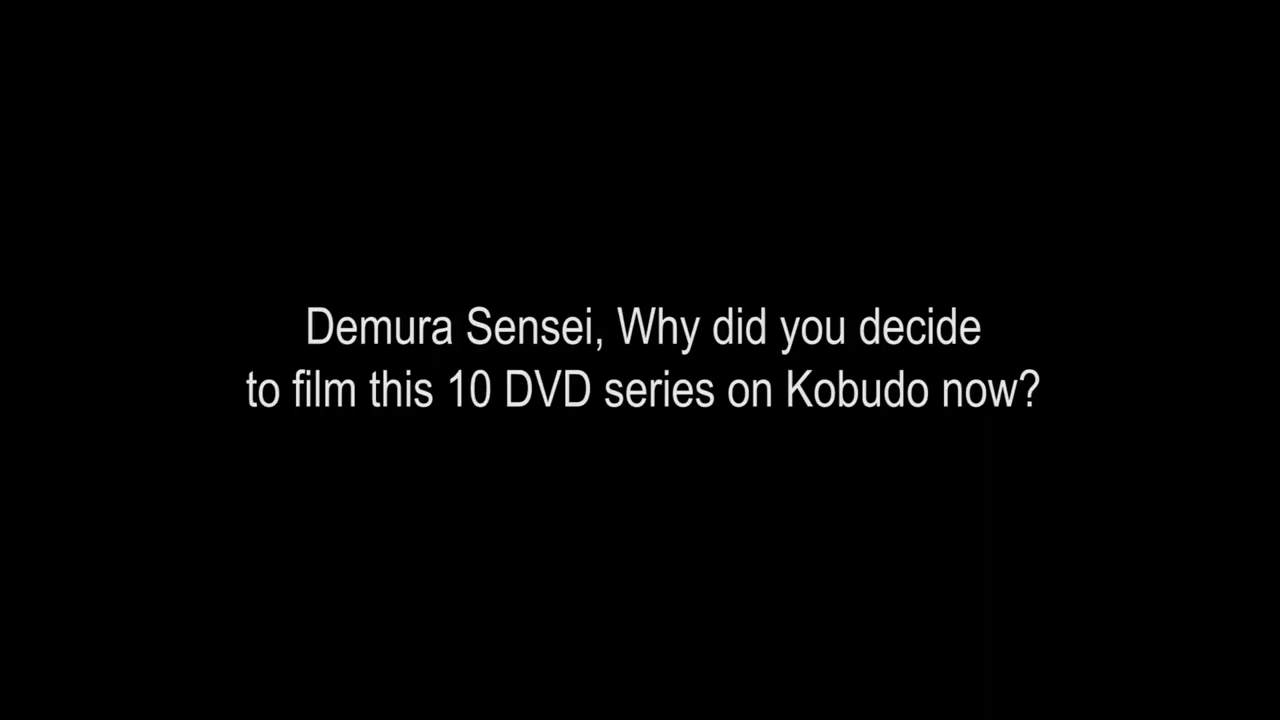 Demura Sensei, Why did you decide
to film this 10 DVD series on Kobudo now?